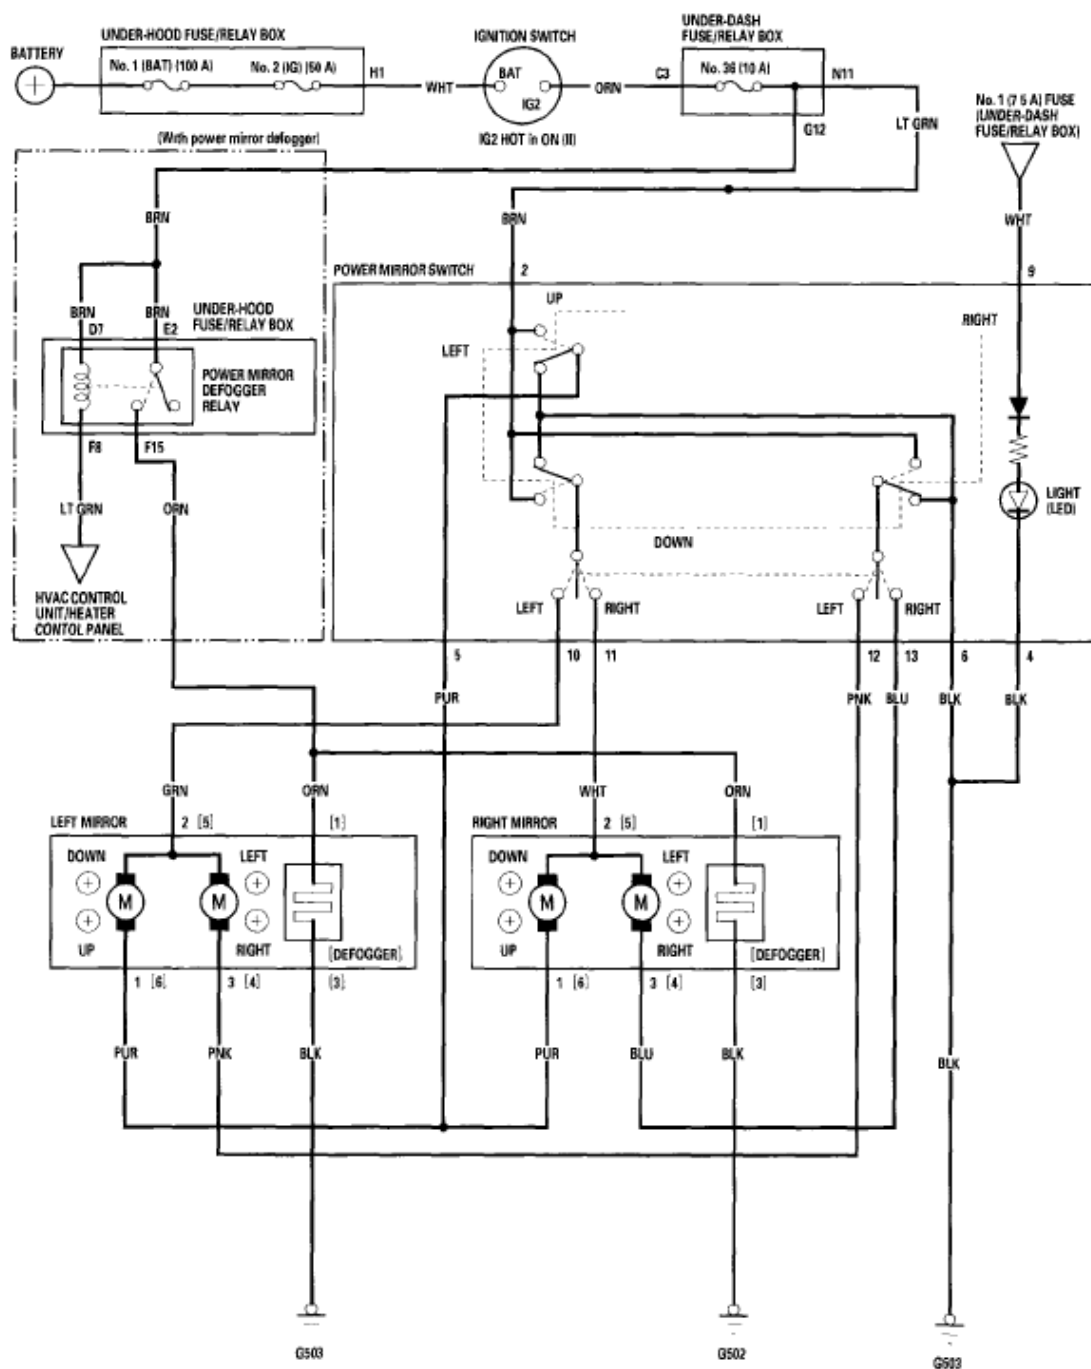 BATTERY
UNDER-HOOD FUSE/RELAY BOX
No. 1 (BAT) (100 A)
No. 2 (IG) (50 A)
H1
WHT
IGNITION SWITCH
BAT
IG2
IG2 HOT in ON (II)
ORN
C3
UNDER-DASH
FUSE/RELAY BOX
No. 36 (10 A)
N11
G12
LT GRN
No. 1 (7 5 A) FUSE
(UNDER-DASH
FUSE/RELAY BOX)
WHT
(With power mirror defogger)
BRN
BRN
BRN
D7
E2
UNDER-HOOD
FUSE/RELAY BOX
POWER MIRROR
DEFOGGER
RELAY
F8
F15
LT GRN
ORN
HVAC CONTROL
UNIT/HEATER
CONTOL PANEL
BRN
POWER MIRROR SWITCH
2
9
UP
LEFT
RIGHT
DOWN
LIGHT
(LED)
LEFT
RIGHT
LEFT
RIGHT
5
10
11
12
13
6
4
PUR
PNK
BLU
BLK
BLK
GRN
ORN
WHT
ORN
LEFT MIRROR
2 [5]
[1]
DOWN
LEFT
M
M
UP
RIGHT
[DEFOGGER]
1 [6]
3 [4]
[3]
RIGHT MIRROR
2 [5]
[1]
DOWN
LEFT
M
M
UP
RIGHT
[DEFOGGER]
1 [6]
3 [4]
[3]
PUR
PNK
BLK
PUR
BLU
BLK
BLK
G503
G502
G503